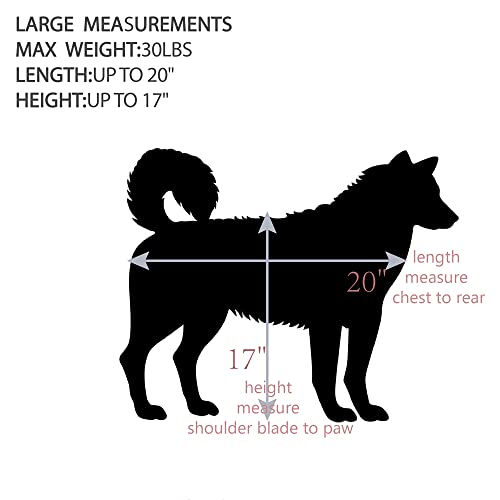 LARGE MEASUREMENTS
MAX WEIGHT:30LBS
LENGTH:UP TO 20"
HEIGHT:UP TO 17"
length
measure
chest to rear
20"
17"
height
measure
shoulder blade to paw